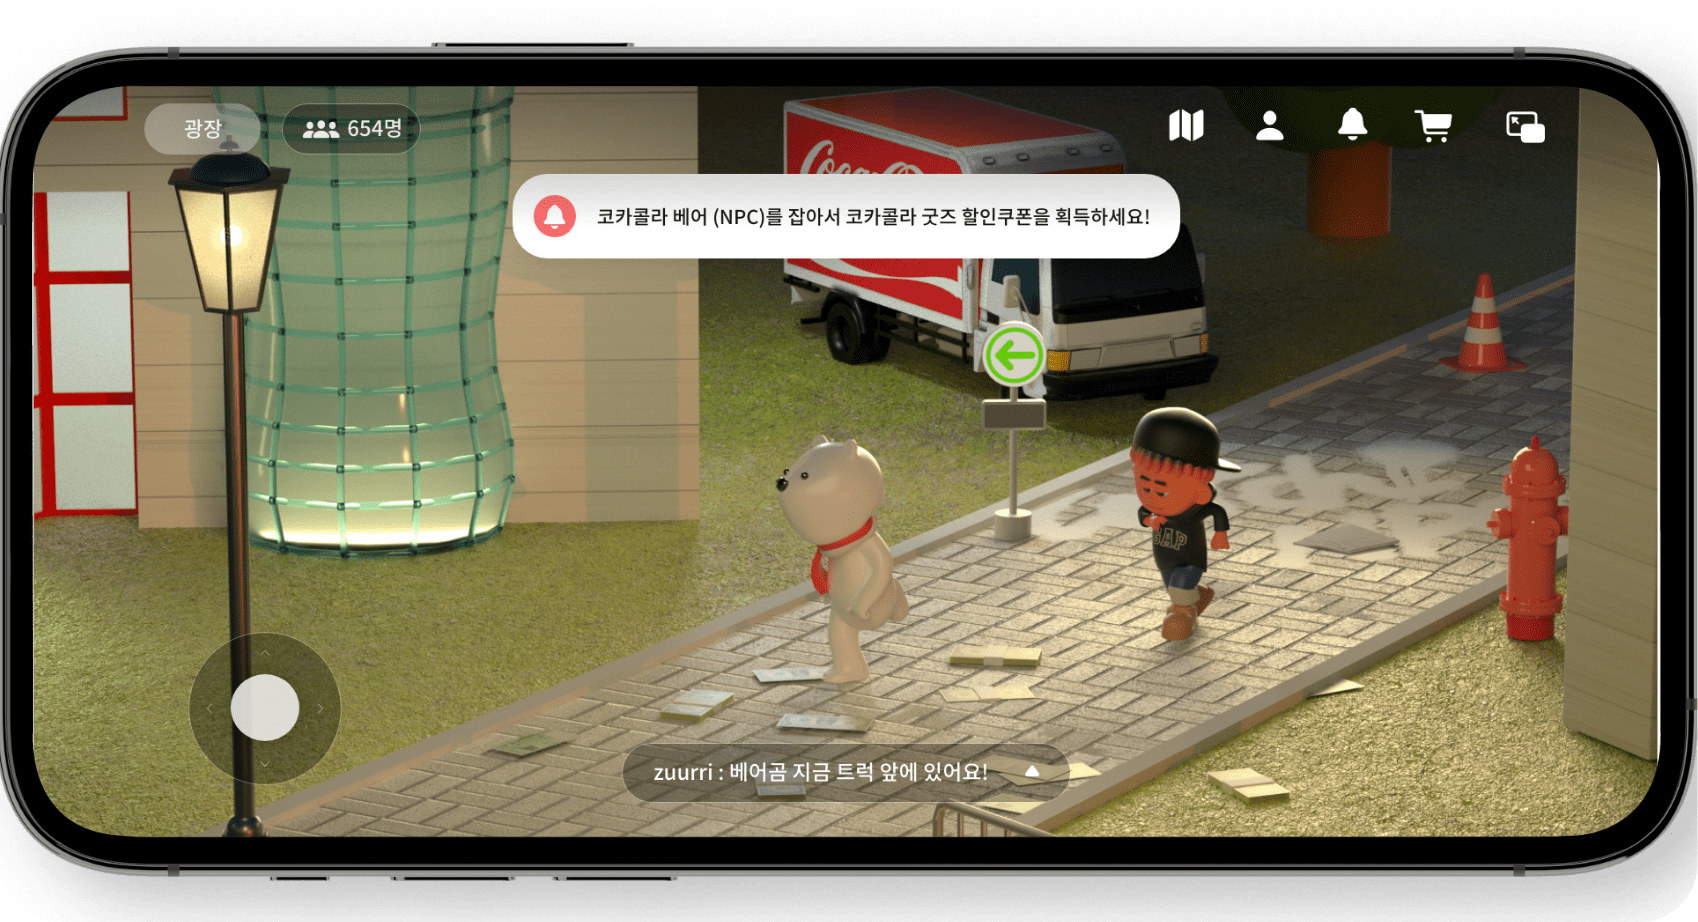 광장
654명
Coca
코카콜라 베어 (NPC)를 잡아서 코카콜라 굿즈 할인쿠폰을 획득하세요!
GAP
zuurri : 베어곰 지금 트럭 앞에 있어요!